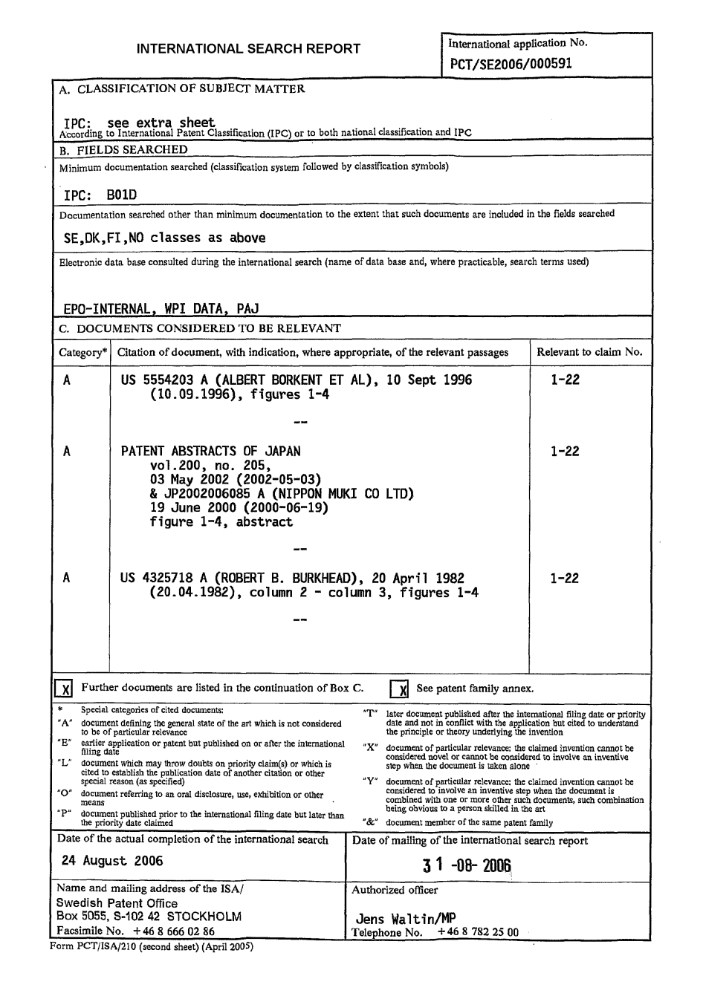 INTERNATIONAL SEARCH REPORT
International application No.
PCT/SE2006/000591
A. CLASSIFICATION OF SUBJECT MATTER
IPC: see extra sheet
According to International Patent Classification (IPC) or to both national classification and IPC
B. FIELDS SEARCHED
Minimum documentation searched (classification system followed by classification symbols)
IPC: B01D
Documentation searched other than minimum documentation to the extent that such documents are included in the fields searched
SE,DK,FI,NO classes as above
Electronic data base consulted during the international search (name of data base and, where practicable, search terms used)
EPO-INTERNAL, WPI DATA, PAJ
C. DOCUMENTS CONSIDERED TO BE RELEVANT
Category* Citation of document, with indication, where appropriate, of the relevant passages Relevant to claim No.
A US 5554203 A (ALBERT BORKENT ET AL), 10 Sept 1996 1-22
(10.09.1996), figures 1-4
--
A PATENT ABSTRACTS OF JAPAN 1-22
vol.200, no. 205,
03 May 2002 (2002-05-03)
& JP2002006085 A (NIPPON MUKI CO LTD)
19 June 2000 (2000-06-19)
figure 1-4, abstract
--
A US 4325718 A (ROBERT B. BURKHEAD), 20 April 1982 1-22
(20.04.1982), column 2 - column 3, figures 1-4
--
X Further documents are listed in the continuation of Box C. X See patent family annex.
* Special categories of cited documents:
"A" document defining the general state of the art which is not considered
to be of particular relevance
"E" earlier application or patent but published on or after the international
filing date
"L" document which may throw doubts on priority claim(s) or which is
cited to establish the publication date of another citation or other
special reason (as specified)
"O" document referring to an oral disclosure, use, exhibition or other
means
"P" document published prior to the international filing date but later than
the priority date claimed
"T" later document published after the international filing date or priority
date and not in conflict with the application but cited to understand
the principle or theory underlying the invention
"X" document of particular relevance; the claimed invention cannot be
considered novel or cannot be considered to involve an inventive
step when the document is taken alone
"Y" document of particular relevance; the claimed invention cannot be
considered to involve an inventive step when the document is
combined with one or more other such documents, such combination
being obvious to a person skilled in the art
"&" document member of the same patent family
Date of the actual completion of the international search
24 August 2006
Date of mailing of the international search report
31 -08- 2006
Name and mailing address of the ISA/
Swedish Patent Office
Box 5055, S-102 42 STOCKHOLM
Facsimile No. +46 8 666 02 86
Authorized officer
Jens Waltin/MP
Telephone No. +46 8 782 25 00
Form PCT/ISA/210 (second sheet) (April 2005)